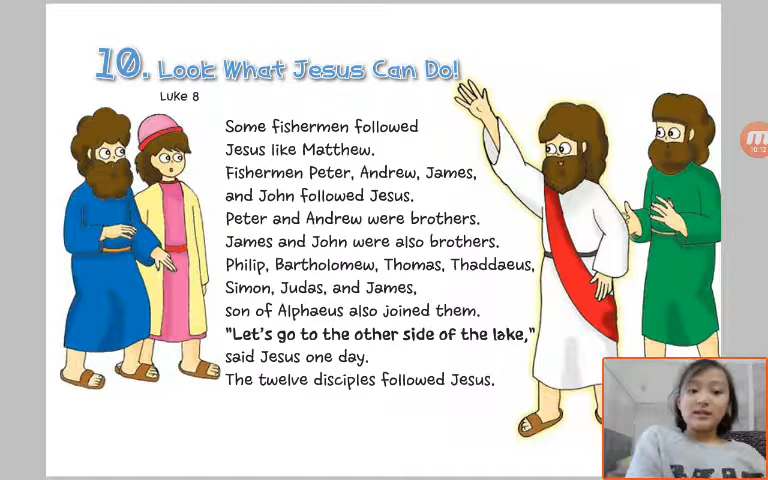 10. Look What Jesus Can Do!
Luke 8
Some fishermen followed
Jesus like Matthew.
Fishermen Peter, Andrew, James,
and John followed Jesus.
Peter and Andrew were brothers.
James and John were also brothers.
Philip, Bartholomew, Thomas, Thaddaeus,
Simon, Judas, and James,
son of Alphaeus also joined them.
"Let's go to the other side of the lake,"
said Jesus one day.
The twelve disciples followed Jesus.
10:12